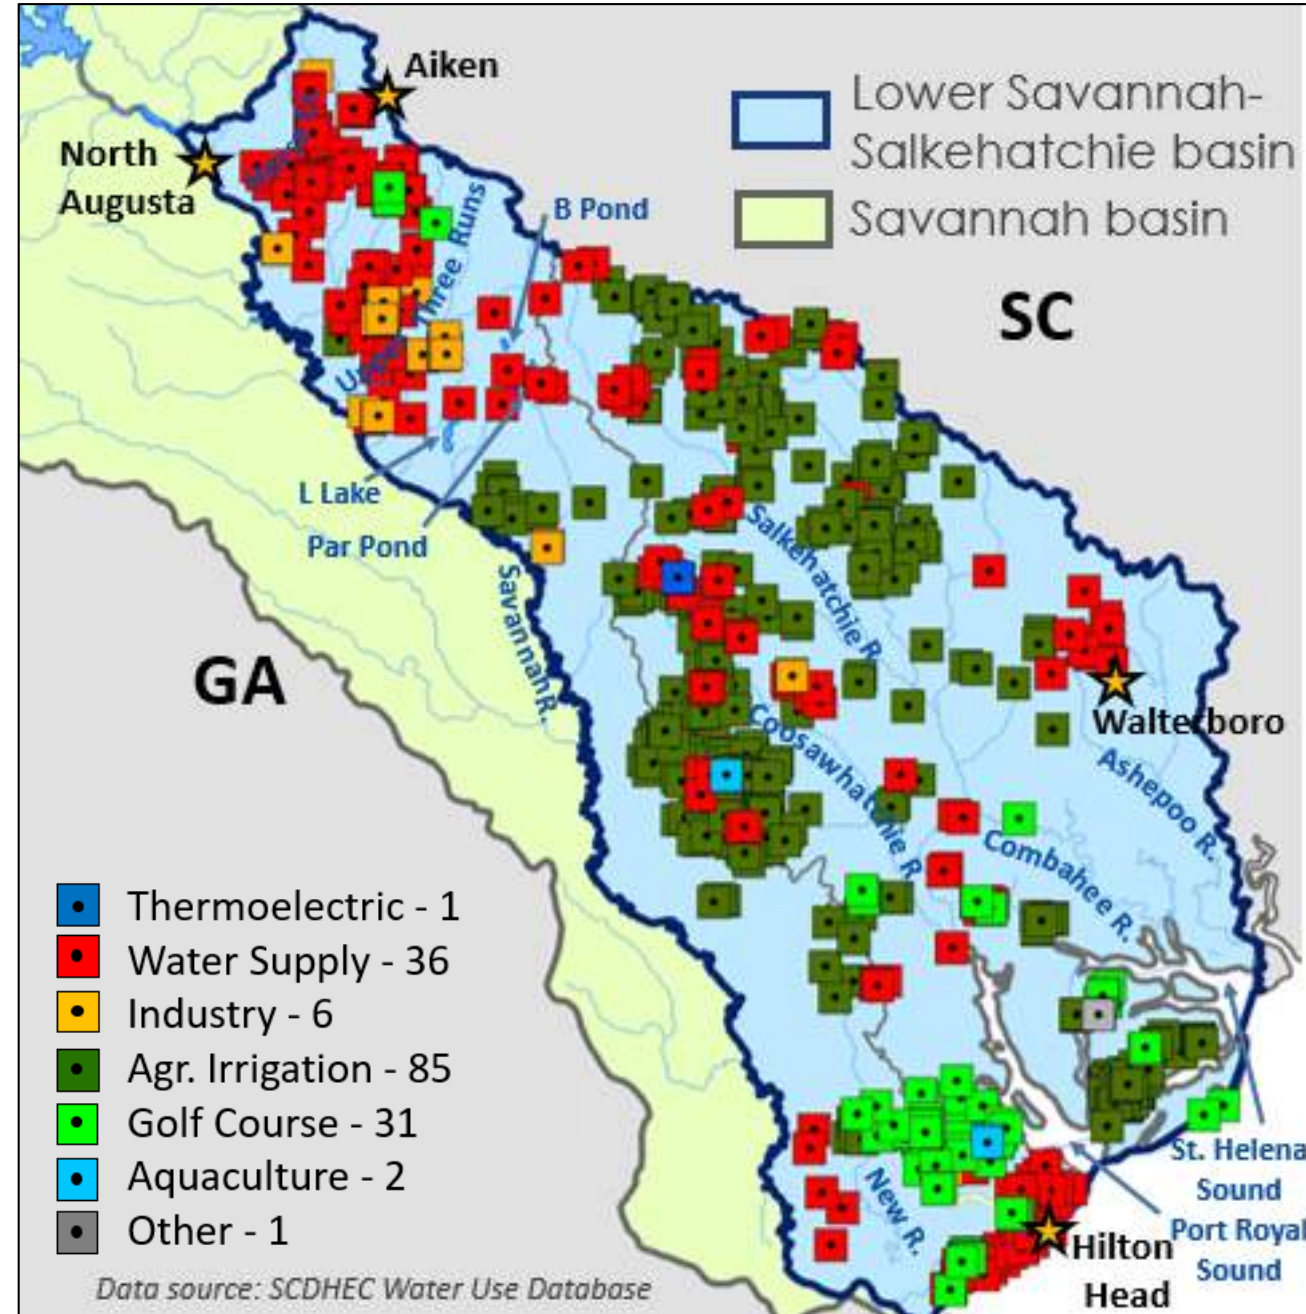 Aiken
North
Augusta
Lower Savannah-
Salkehatchie basin
Savannah basin
B Pond
Three Runs
SC
L Lake
Par Pond
Savannah R.
Salkehatchie R.
GA
Walterboro
Coosawhatchie R.
Ashepoo R.
Combahee R.
Thermoelectric - 1
Water Supply - 36
Industry - 6
Agr. Irrigation - 85
Golf Course - 31
Aquaculture - 2
Other - 1
New R.
St. Helena
Sound
Port Royal
Sound
Hilton
Head
Data source: SCDHEC Water Use Database